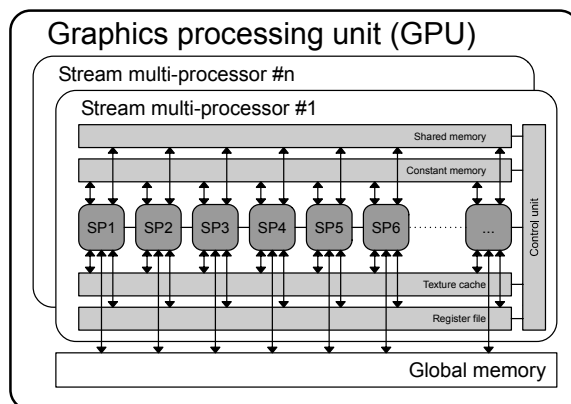 Graphics processing unit (GPU)
Stream multi-processor #n
Stream multi-processor #1
Shared memory
Constant memory
SP1 SP2 SP3 SP4 SP5 SP6 ...
Control unit
Texture cache
Register file
Global memory